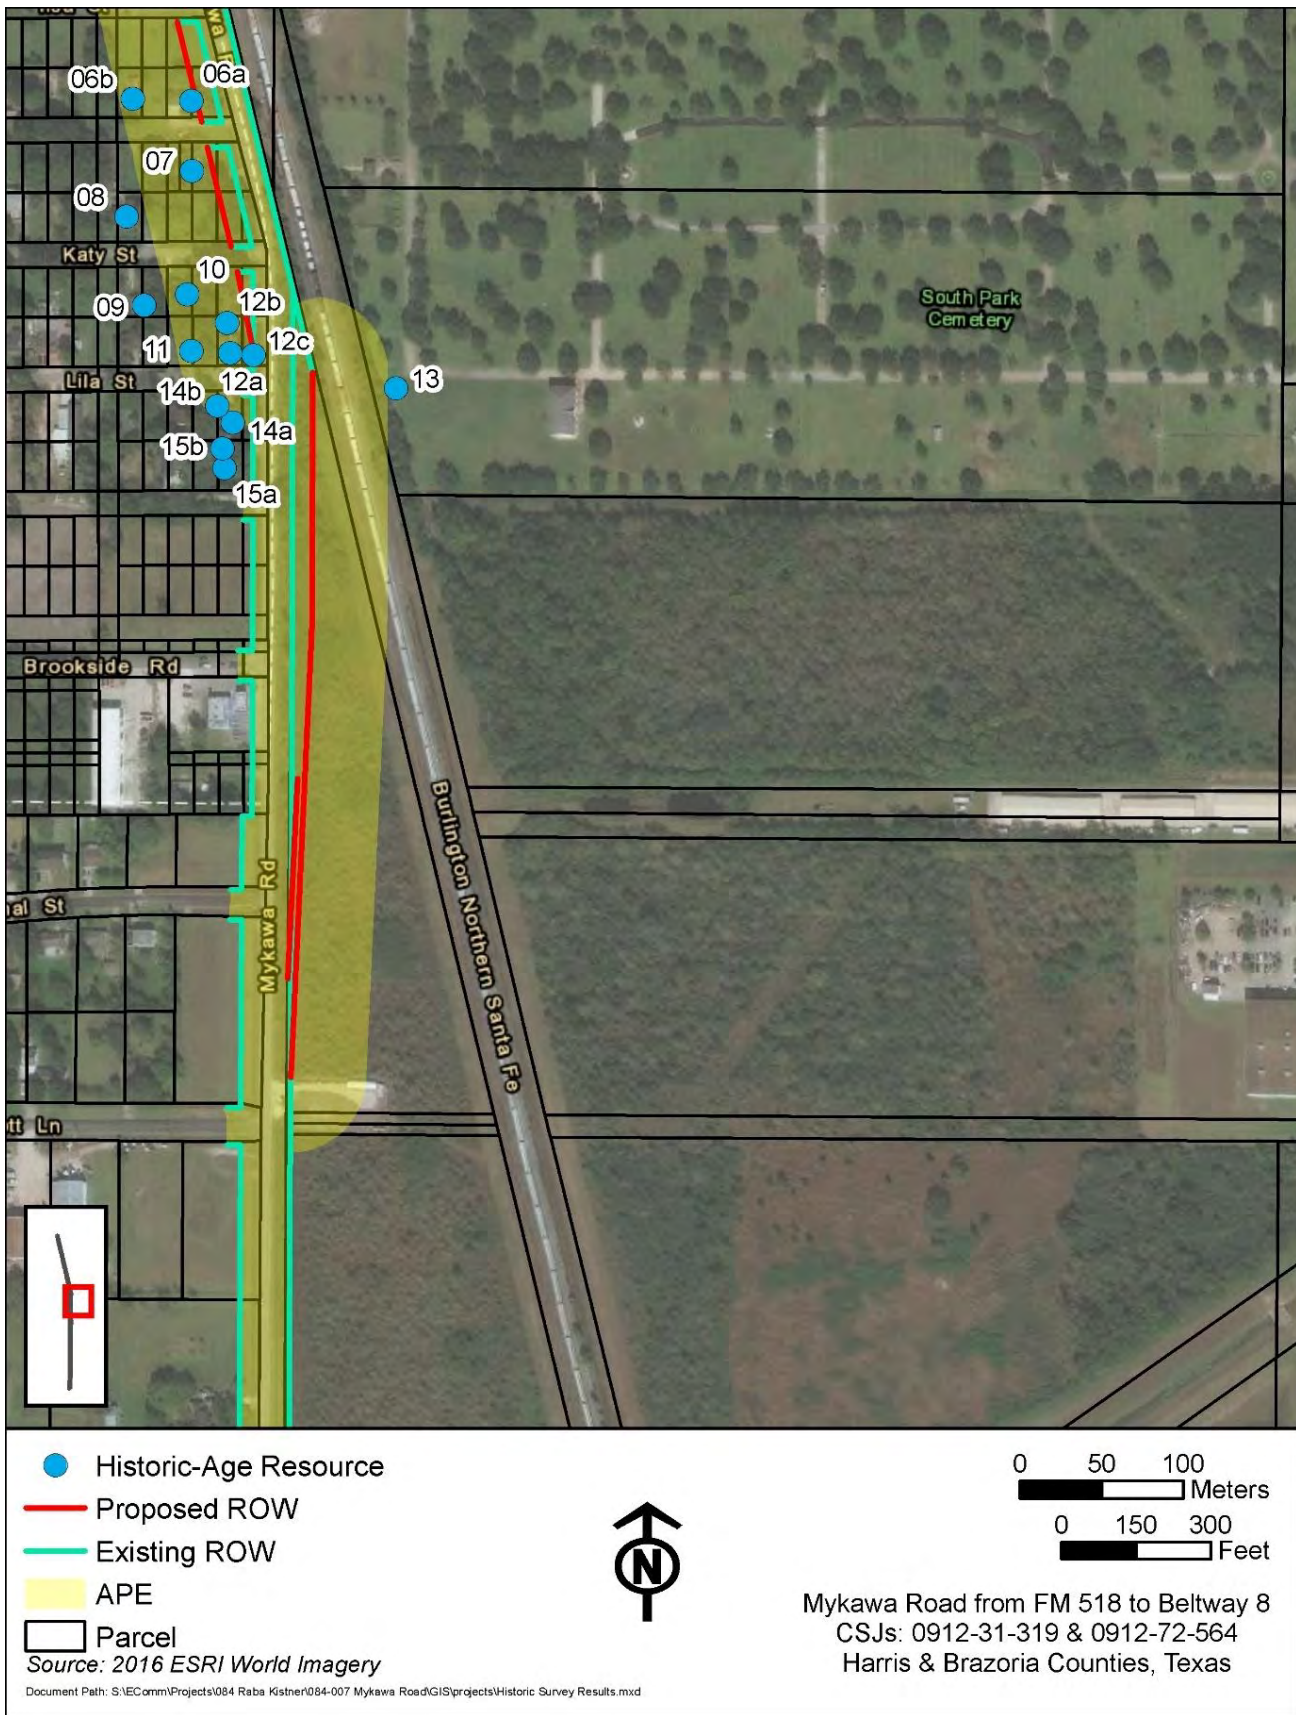 06b
06a
07
08
Katy St
10
09
12b
South Park
Cemetery
11
12c
Lila St
12a
13
14b
14a
15b
15a
Brookside Rd
Burlington Northern Santa Fe
Mykawa Rd
nal St
ott Ln
Historic-Age Resource
Proposed ROW
Existing ROW
APE
Parcel
Source: 2016 ESRI World Imagery
Document Path: S:\EComm\Projects\084 Raba Kistner\084-007 Mykawa Road\GIS\projects\Historic Survey Results.mxd
N
0 50 100
Meters
0 150 300
Feet
Mykawa Road from FM 518 to Beltway 8
CSJs: 0912-31-319 & 0912-72-564
Harris & Brazoria Counties, Texas